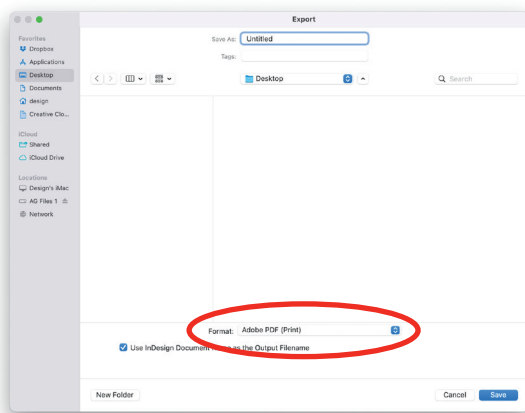 Export
Save As: Untitled
Tags:
Favorites
Dropbox
Applications
Desktop
Documents
design
Creative Clo...
iCloud
Shared
iCloud Drive
Locations
Design's iMac
AG Files 1
Network
Desktop
Search
Format: Adobe PDF (Print)
Use InDesign Document as the Output Filename
New Folder
Cancel
Save